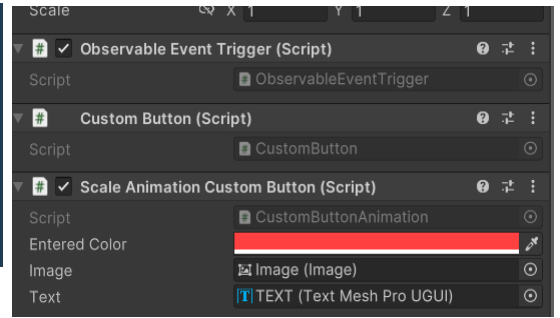 Scale X 1 Y 1 Z 1
# Observable Event Trigger (Script)
Script # ObservableEventTrigger
# Custom Button (Script)
Script # CustomButton
# Scale Animation Custom Button (Script)
Script # CustomButtonAnimation
Entered Color
Image Image (Image)
Text T TEXT (Text Mesh Pro UGUI)